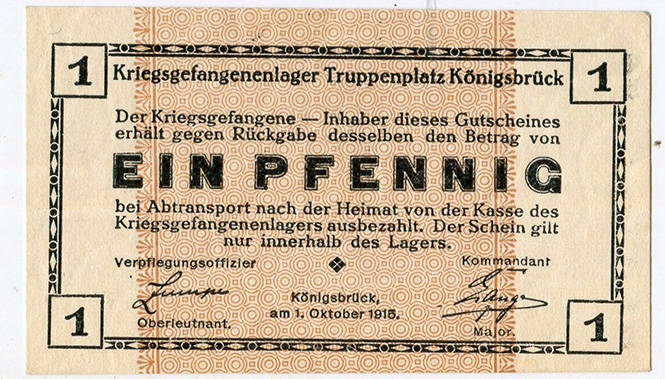 1 Kriegsgefangenenlager Truppenplatz Königsbrück 1
Der Kriegsgefangene — Inhaber dieses Gutscheines
erhält gegen Rückgabe desselben den Betrag von
EIN PFENNIG
bei Abtransport nach der Heimat von der Kasse des
Kriegsgefangenenlagers ausbezahlt. Der Schein gilt
nur innerhalb des Lagers.
Verpflegungsoffizier Kommandant
Königsbrück,
1 am 1. Oktober 1915. 1
Oberleutnant. Major.